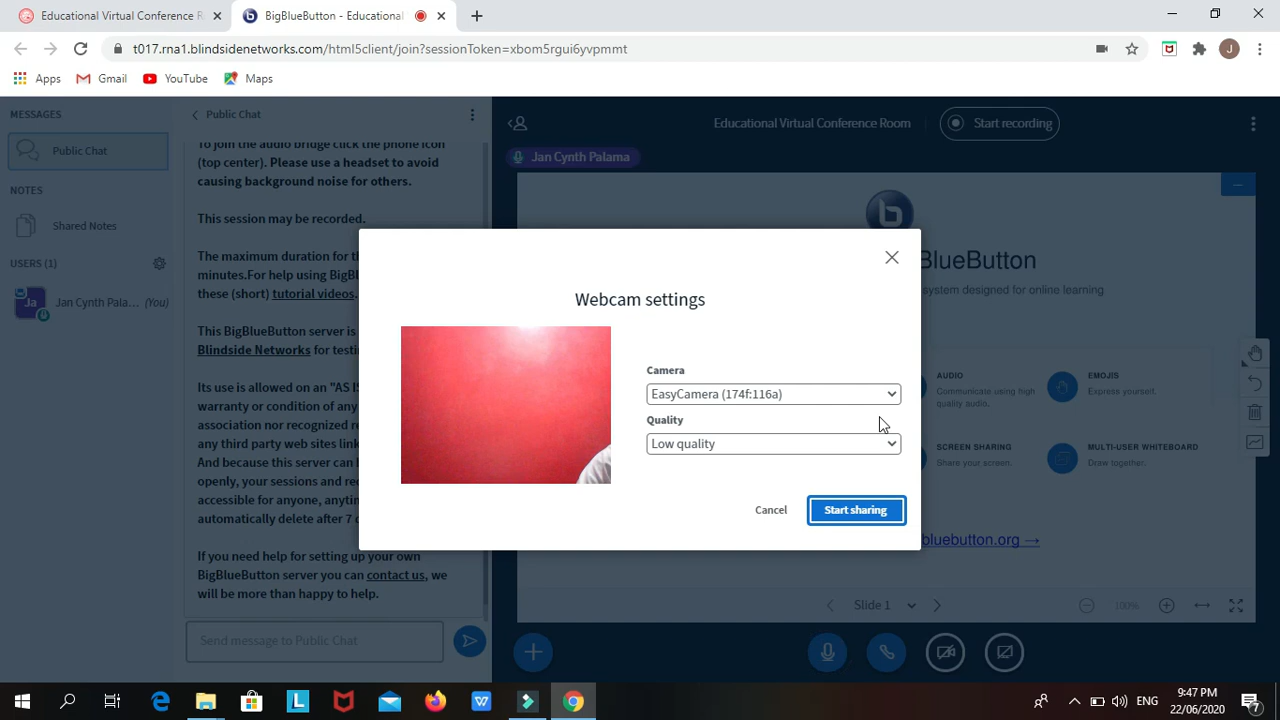 Educational Virtual Conference R
BigBlueButton - Educational
t017.rna1.blindsidenetworks.com/html5client/join?sessionToken=xbom5rgui6yvpmmt
J
Apps
Gmail
YouTube
Maps
MESSAGES
Public Chat
NOTES
Shared Notes
USERS (1)
Ja
Jan Cynth Pala... (You)
Public Chat
To join the audio bridge click the phone icon
(top center). Please use a headset to avoid
causing background noise for others.
This session may be recorded.
The maximum duration for th
minutes.For help using BigBl
these (short) tutorial videos.
This BigBlueButton server is
Blindside Networks for testin
Its use is allowed on an "AS IS
warranty or condition of any
association nor recognized r
any third party web sites link
And because this server can b
openly, your sessions and rec
accessible for anyone, anytin
automatically delete after 7 d
If you need help for setting up your own
BigBlueButton server you can contact us, we
will be more than happy to help.
Send message to Public Chat
Educational Virtual Conference Room
Start recording
Jan Cynth Palama
b
BlueButton
system designed for online learning
AUDIO
Communicate using high
quality audio.
EMOJIS
Express yourself.
SCREEN SHARING
Share your screen.
MULTI-USER WHITEBOARD
Draw together.
bluebutton.org →
Slide 1
100%
Webcam settings
Camera
EasyCamera (174f:116a)
Quality
Low quality
Cancel
Start sharing
L
W
ENG
9:47 PM
22/06/2020
7